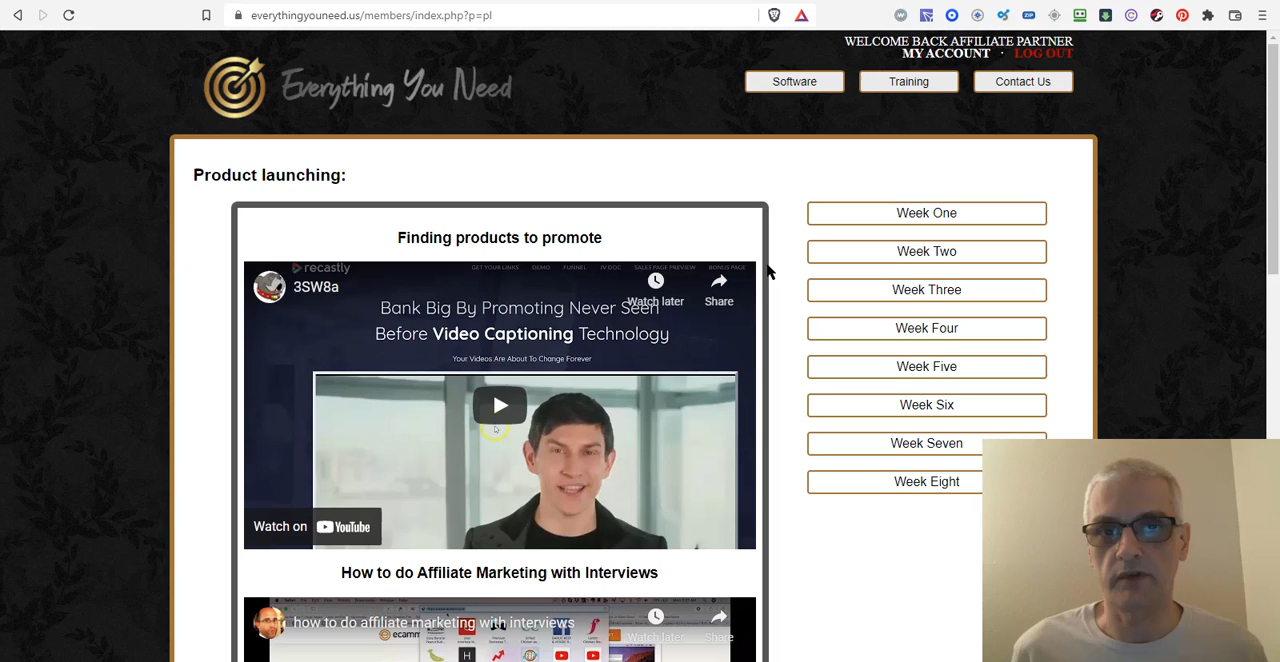 everythingyouneed.us/members/index.php?p=pl
WELCOME BACK AFFILIATE PARTNER
MY ACCOUNT · LOG OUT
Everything You Need
Software
Training
Contact Us
Product launching:
Finding products to promote
recastly
GET YOUR LINKS DEMO FUNNEL JV DOC SALES PAGE PREVIEW BONUS PAGE
3SW8a
Watch later
Share
Bank Big By Promoting Never Seen
Before Video Captioning Technology
Your Videos Are About To Change Forever
Watch on YouTube
How to do Affiliate Marketing with Interviews
how to do affiliate marketing with interviews
Watch later
Share
Week One
Week Two
Week Three
Week Four
Week Five
Week Six
Week Seven
Week Eight